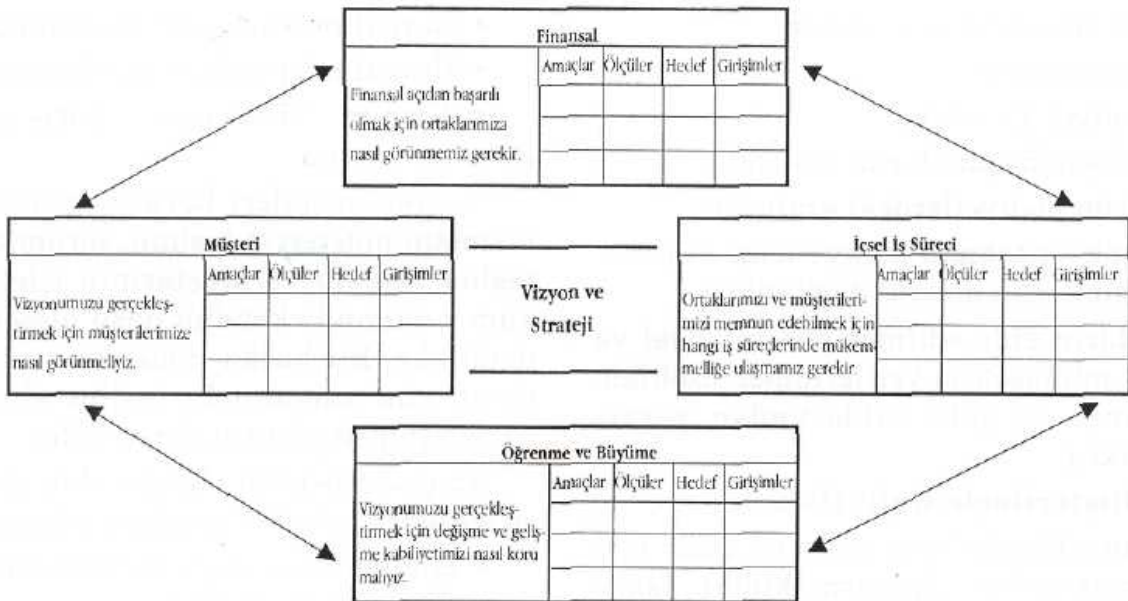 Finansal
Amaçlar Ölçüler Hedef Girişimler
Finansal açıdan başarılı
olmak için ortaklarımıza
nasıl görünmemiz gerekir.
Müşteri
Amaçlar Ölçüler Hedef Girişimler
Vizyonumuzu gerçekleş-
tirmek için müşterilerimize
nasıl görünmeliyiz.
Vizyon ve
Strateji
İçsel İş Süreci
Amaçlar Ölçüler Hedef Girişimler
Ortaklarımızı ve müşterileri-
mizi memnun edebilmek için
hangi iş süreçlerinde mükem-
melliğe ulaşmamız gerekir.
Öğrenme ve Büyüme
Amaçlar Ölçüler Hedef Girişimler
Vizyonumuzu gerçekleş-
tirmek için değişme ve geliş-
me kabiliyetimizi nasıl koru
malıyız.